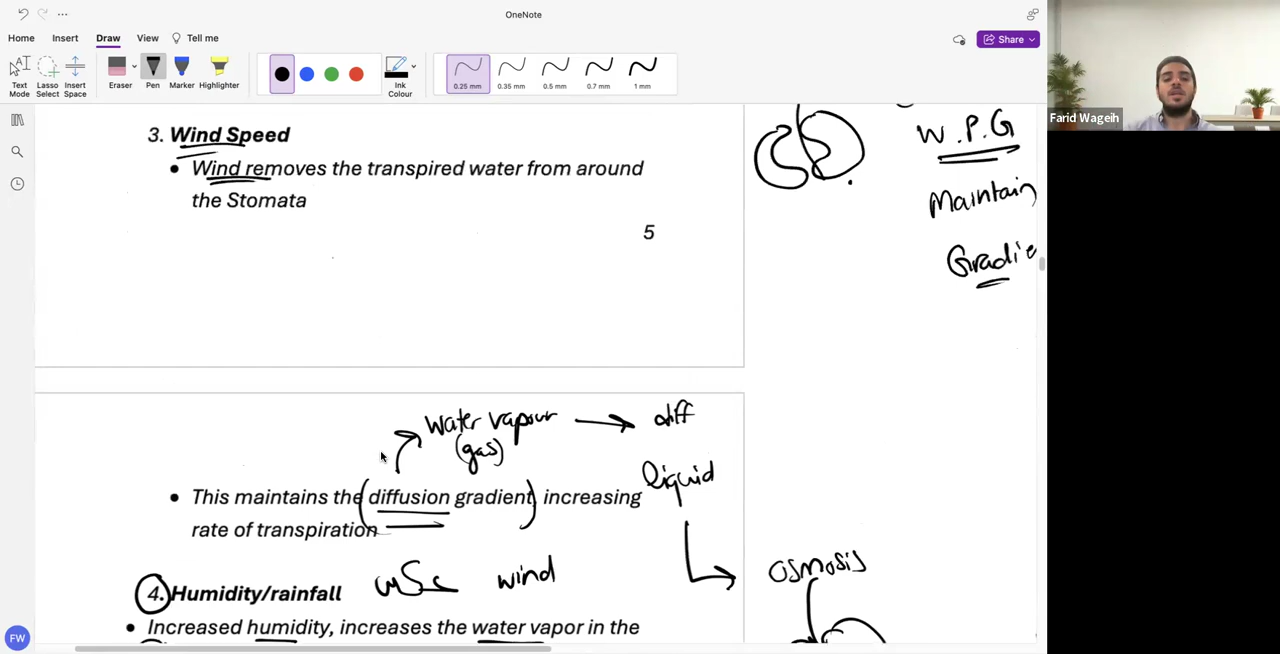 OneNote
Home Insert Draw View Tell me
Share
Text Mode
Lasso Select
Insert Space
Eraser
Pen
Marker
Highlighter
Ink Colour
0.25 mm 0.35 mm 0.5 mm 0.7 mm 1 mm
Farid Wageih
3. Wind Speed
• Wind removes the transpired water from around
the Stomata
5
W.P.G
Maintain
Gradie
water vapour → diff
(gas)
liquid
• This maintains the (diffusion gradient) increasing
rate of transpiration
osmosis
wind
4. Humidity/rainfall
• Increased humidity, increases the water vapor in the
FW